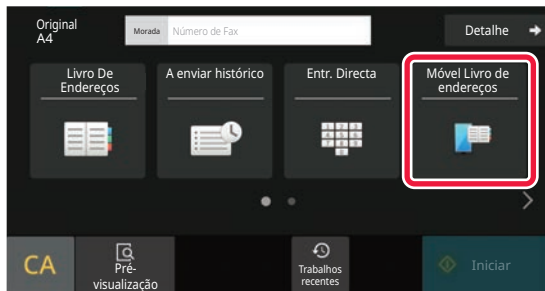 Original
A4
Morada
Número de Fax
Detalhe
Livro De
Endereços
A enviar histórico
Entr. Directa
Móvel Livro de
endereços
CA
Pré-
visualização
Trabalhos
recentes
Iniciar